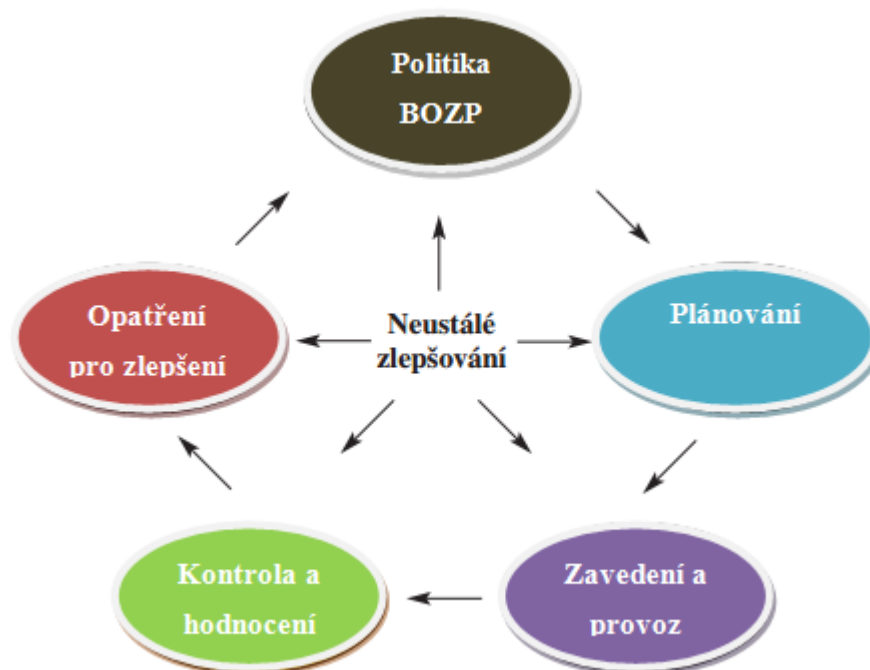 Politika
BOZP
Opatření
pro zlepšení
Neustálé
zlepšování
Plánování
Kontrola a
hodnocení
Zavedení a
provoz